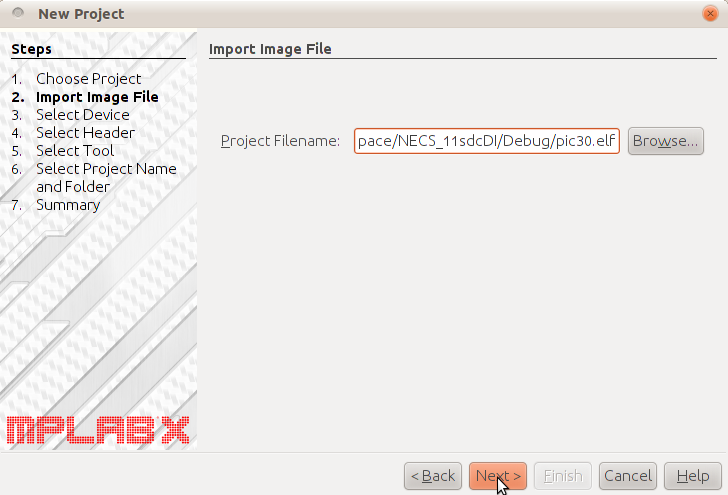 New Project
Steps
1. Choose Project
2. Import Image File
3. Select Device
4. Select Header
5. Select Tool
6. Select Project Name
and Folder
7. Summary
MPLAB X
Import Image File
Project Filename: pace/NECS_11sdcDI/Debug/pic30.elf Browse...
< Back Next > Finish Cancel Help